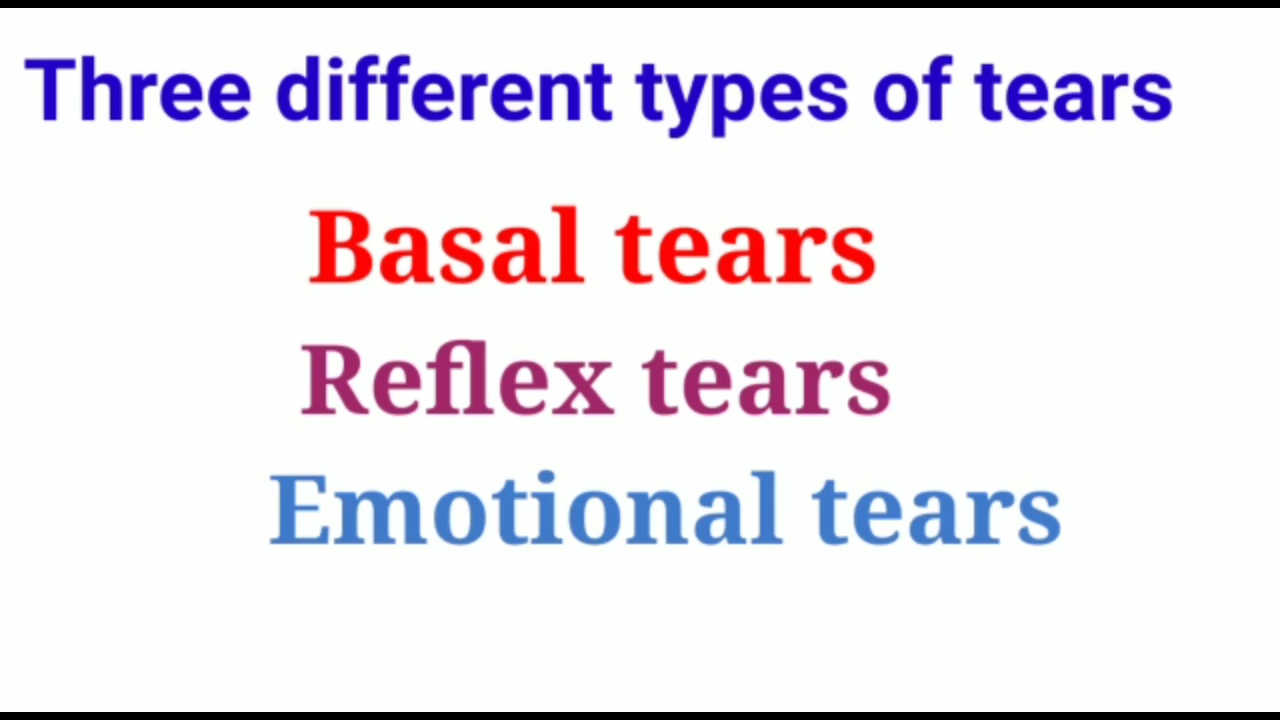 Three different types of tears
Basal tears
Reflex tears
Emotional tears